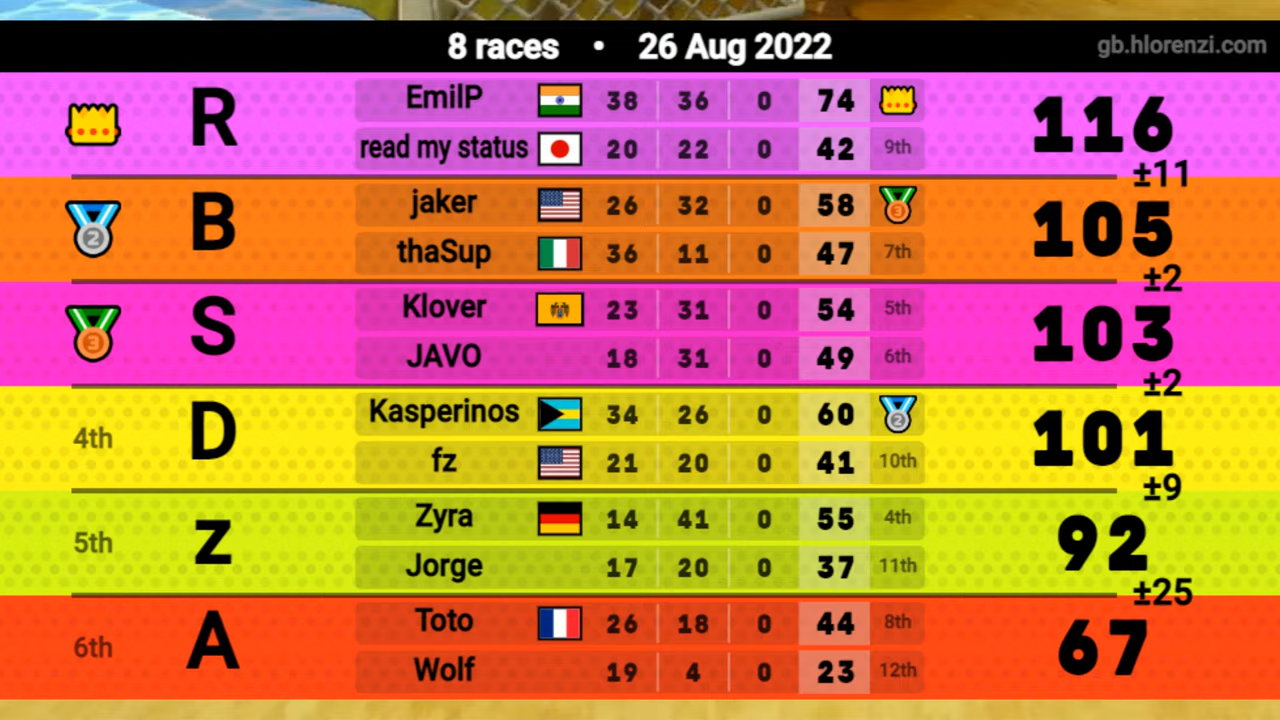 8 races • 26 Aug 2022
gb.hlorenzi.com
R
EmilP 38 36 0 74
read my status 20 22 0 42 9th
116
±11
2
B
jaker 26 32 0 58 3
thaSup 36 11 0 47 7th
105
±2
3
S
Klover 23 31 0 54 5th
JAVO 18 31 0 49 6th
103
±2
4th
D
Kasperinos 34 26 0 60 2
fz 21 20 0 41 10th
101
±9
5th
z
Zyra 14 41 0 55 4th
Jorge 17 20 0 37 11th
92
±25
6th
A
Toto 26 18 0 44 8th
Wolf 19 4 0 23 12th
67